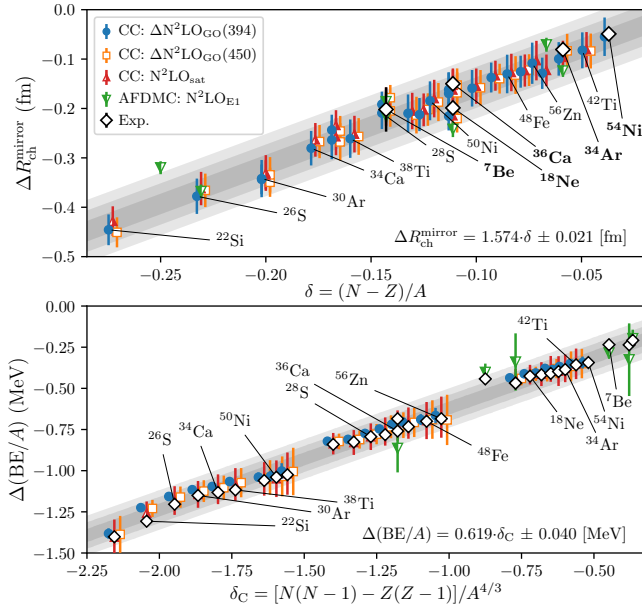 ΔR_ch^mirror (fm)
0.0
−0.1
−0.2
−0.3
−0.4
−0.5
CC: ΔN²LO_GO(394)
CC: ΔN²LO_GO(450)
CC: N²LO_sat
AFDMC: N²LO_E1
Exp.
⁴²Ti
⁵⁴Ni
⁵⁶Zn
³⁴Ar
⁴⁸Fe
³⁶Ca
⁵⁰Ni
¹⁸Ne
²⁸S
⁷Be
³⁸Ti
³⁴Ca
³⁰Ar
²⁶S
²²Si
ΔR_ch^mirror = 1.574·δ ± 0.021 [fm]
−0.25 −0.20 −0.15 −0.10 −0.05
δ = (N − Z)/A
Δ(BE/A) (MeV)
0.00
−0.25
−0.50
−0.75
−1.00
−1.25
−1.50
⁴²Ti
³⁶Ca
⁵⁶Zn
²⁸S
⁷Be
⁵⁰Ni
⁵⁴Ni
³⁴Ca
¹⁸Ne
²⁶S
³⁴Ar
⁴⁸Fe
³⁸Ti
³⁰Ar
²²Si
Δ(BE/A) = 0.619·δ_C ± 0.040 [MeV]
−2.25 −2.00 −1.75 −1.50 −1.25 −1.00 −0.75 −0.50
δ_C = [N(N − 1) − Z(Z − 1)]/A^4/3